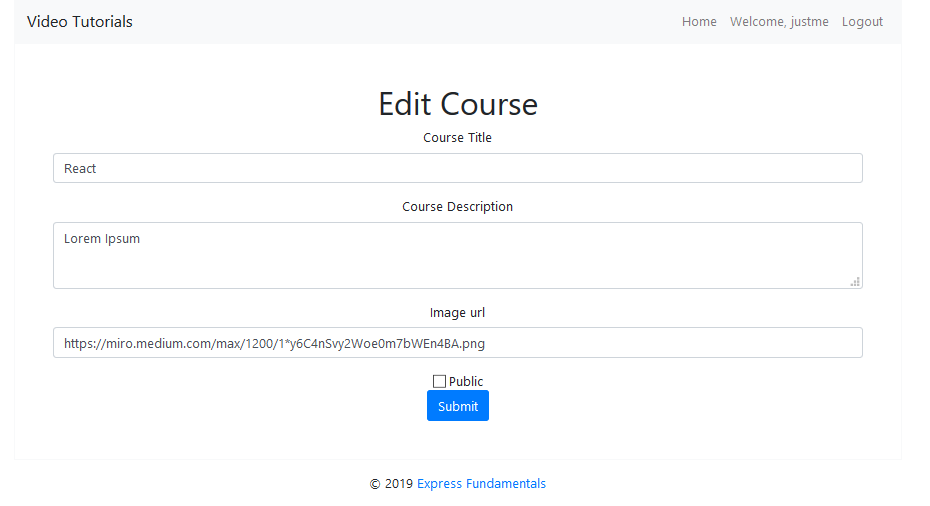 Video Tutorials Home Welcome, justme Logout
Edit Course
Course Title
React
Course Description
Lorem Ipsum
Image url
https://miro.medium.com/max/1200/1*y6C4nSvy2Woe0m7bWEn4BA.png
Public
Submit
© 2019 Express Fundamentals